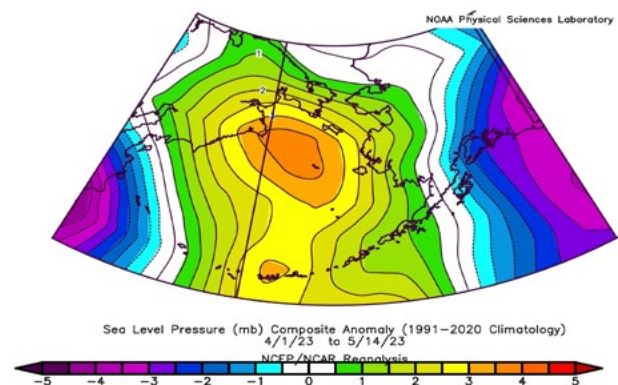 NOAA Physical Sciences Laboratory
1
2
3
Sea Level Pressure (mb) Composite Anomaly (1991-2020 Climatology)
4/1/23 to 5/14/23
NCEP/NCAR Reanalysis
-5 -4 -3 -2 -1 0 1 2 3 4 5